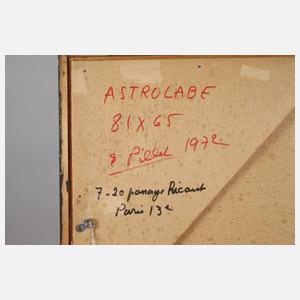 ASTROLABE
81 X 65
E Pillet 1972
7-20 passage Ricaut
Paris 13e